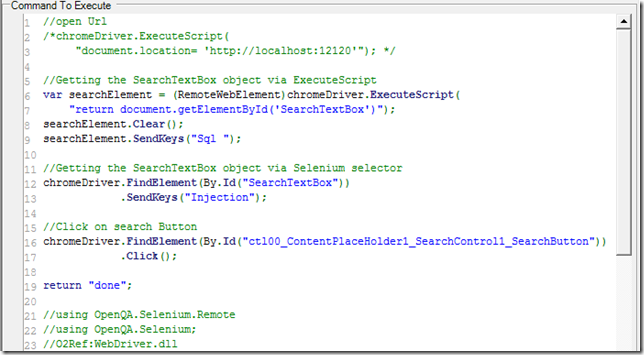 Command To Execute
1 //open Url
2 /*chromeDriver.ExecuteScript(
3 "document.location= 'http://localhost:12120'"); */
4
5 //Getting the SearchTextBox object via ExecuteScript
6 var searchElement = (RemoteWebElement)chromeDriver.ExecuteScript(
7 "return document.getElementById('SearchTextBox')");
8 searchElement.Clear();
9 searchElement.SendKeys("Sql ");
10
11 //Getting the SearchTextBox object via Selenium selector
12 chromeDriver.FindElement(By.Id("SearchTextBox"))
13 .SendKeys("Injection");
14
15 //Click on search Button
16 chromeDriver.FindElement(By.Id("ctl00_ContentPlaceHolder1_SearchControl1_SearchButton"))
17 .Click();
18
19 return "done";
20
21 //using OpenQA.Selenium.Remote
22 //using OpenQA.Selenium;
23 //O2Ref:WebDriver.dll